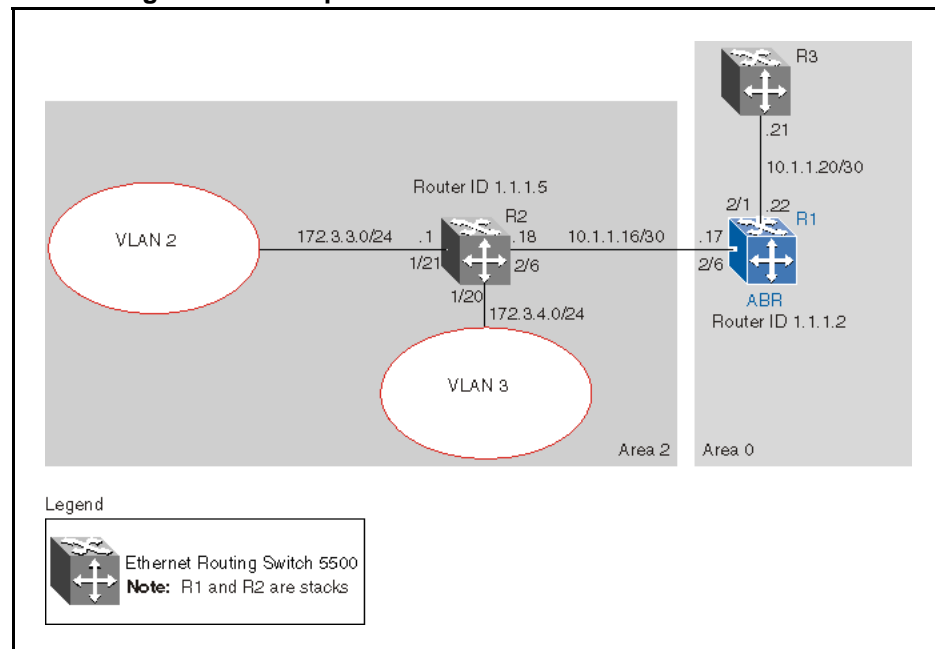 R3
.21
10.1.1.20/30
Router ID 1.1.1.5
2/1 .22
R1
R2
VLAN 2
172.3.3.0/24 .1
.18 10.1.1.16/30 .17
1/21
2/6
2/6
1/20
ABR
172.3.4.0/24
Router ID 1.1.1.2
VLAN 3
Area 2
Area 0
Legend
Ethernet Routing Switch 5500
Note: R1 and R2 are stacks